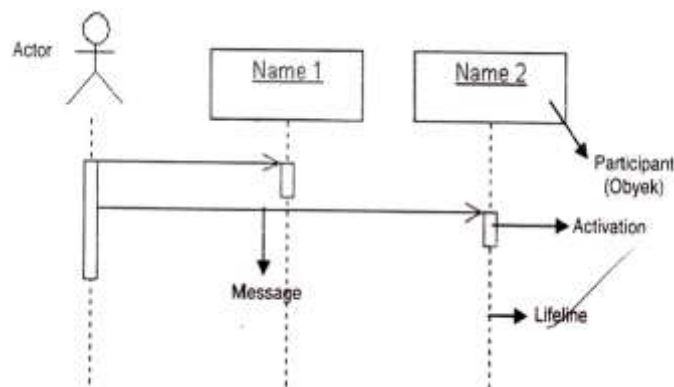 Actor
Name 1
Name 2
Participant
(Obyek)
Activation
Message
Lifeline